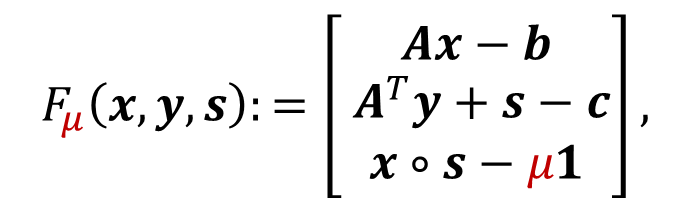 Ax − b
F_μ(x, y, s): = [ A^T y + s − c ],
x ∘ s − μ1